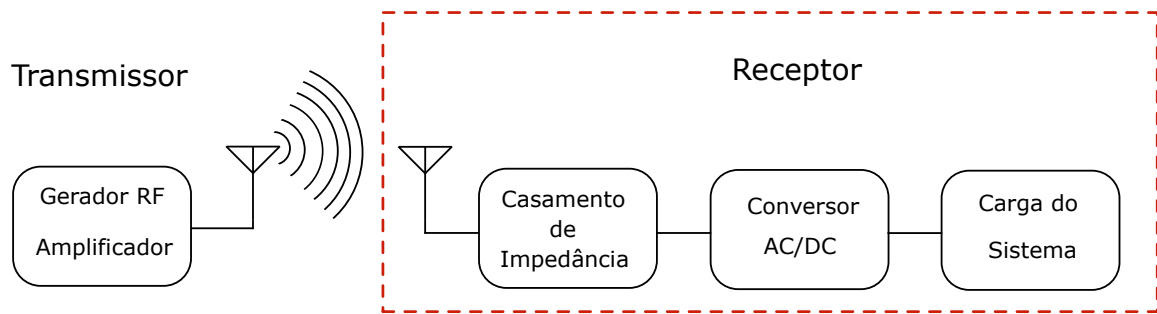 Transmissor
Receptor
Gerador RF
Amplificador
Casamento
de
Impedância
Conversor
AC/DC
Carga do
Sistema